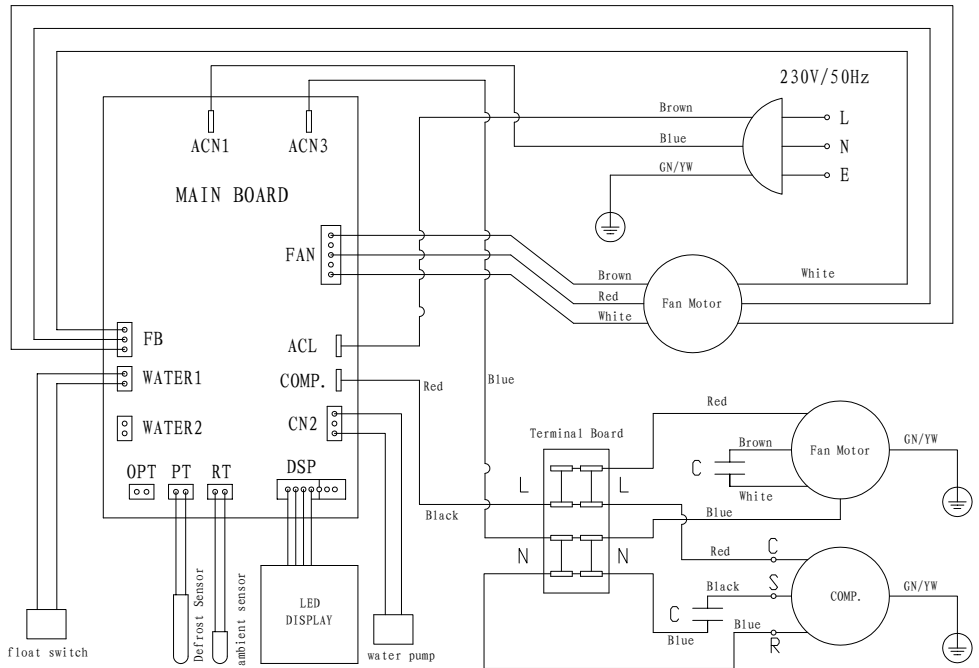 230V/50Hz
ACN1
ACN3
Brown
L
Blue
N
GN/YW
E
MAIN BOARD
FAN
Brown
Red
White
Fan Motor
White
FB
ACL
WATER1
COMP.
Red
Blue
WATER2
CN2
Red
Terminal Board
Brown
C
White
Fan Motor
GN/YW
OPT
PT
RT
DSP
L
L
Black
Blue
N
N
Red
C
Black
S
C
Blue
Blue
R
COMP.
GN/YW
LED
DISPLAY
Defrost Sensor
ambient sensor
float switch
water pump